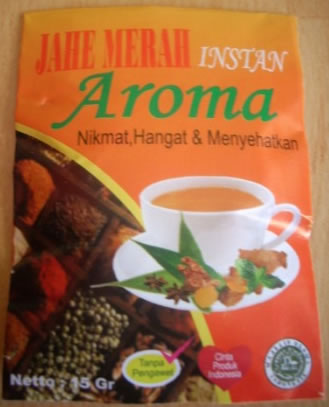 JAHE MERAH INSTAN
Aroma
Nikmat,Hangat & Menyehatkan
Tanpa
Pengawet
Cinta
Produk
Indonesia
Netto : 15 Gr